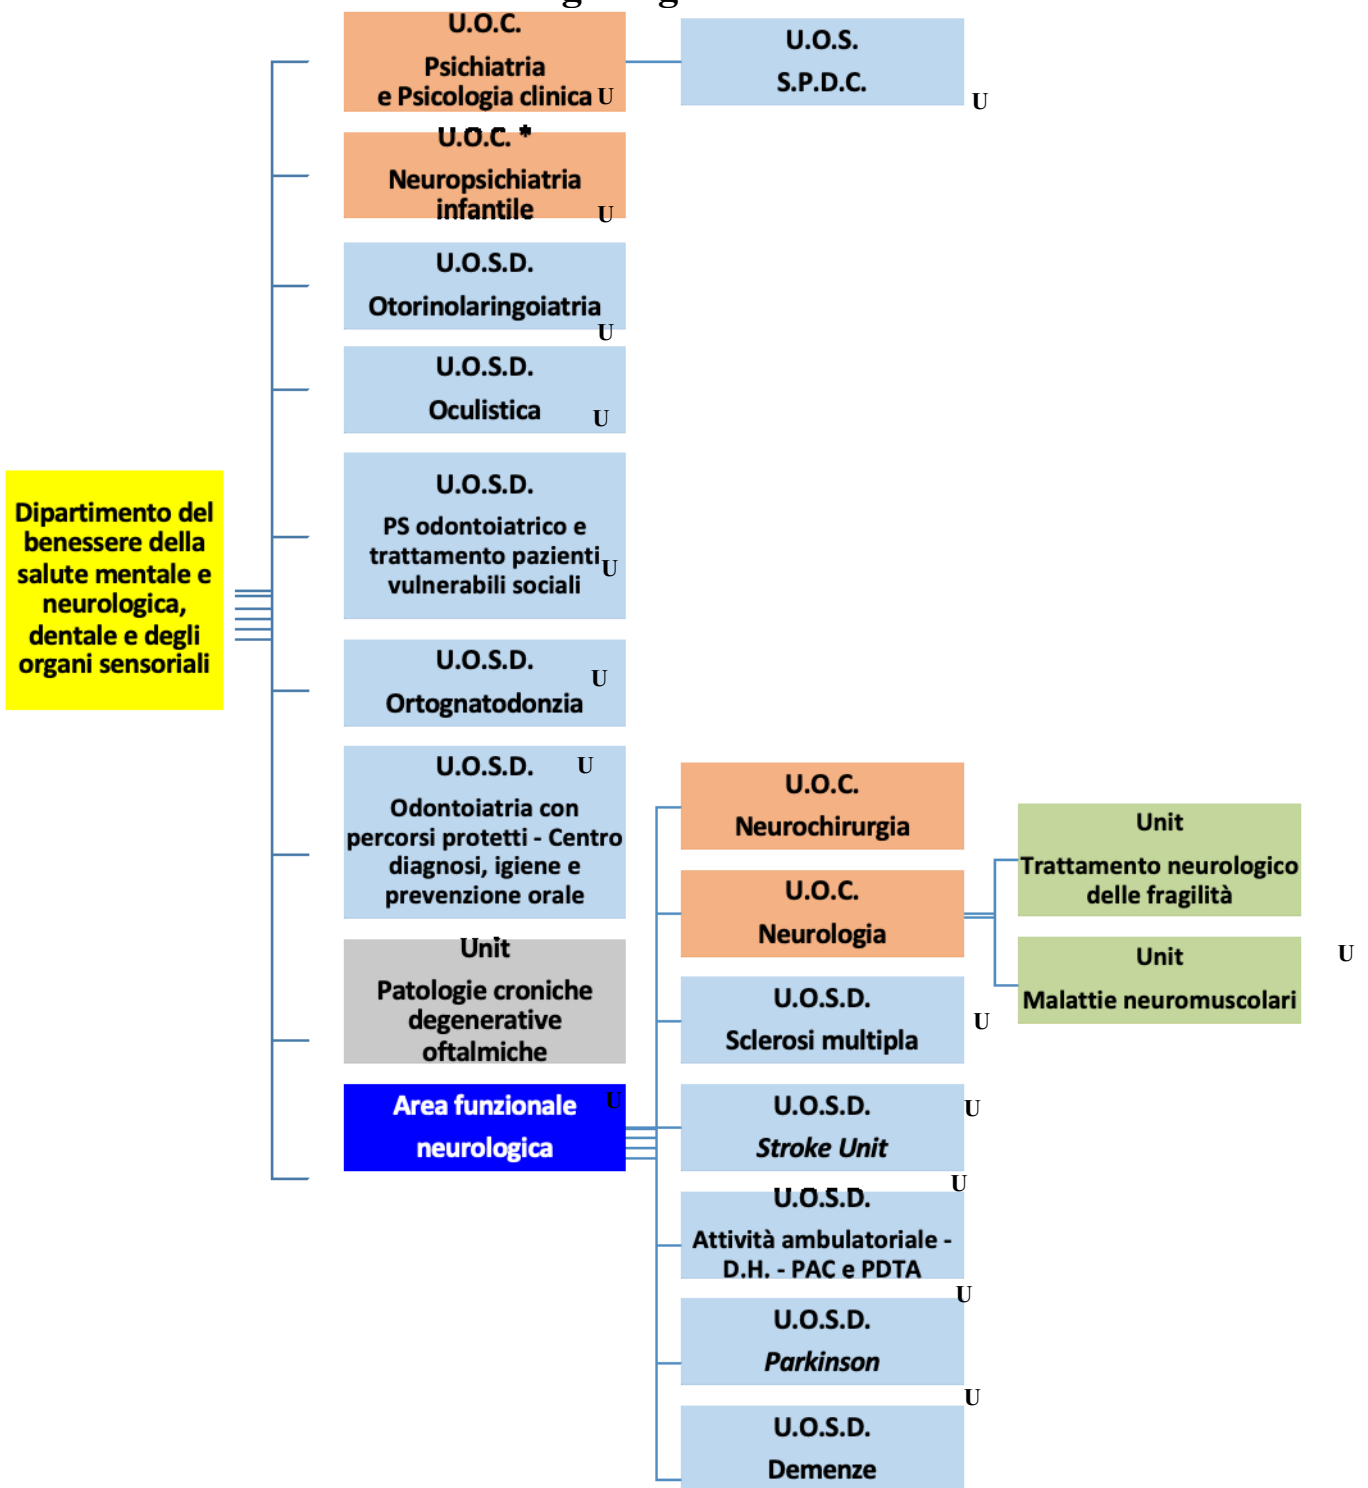 U.O.C.
Psichiatria
e Psicologia clinica U
U.O.S.
S.P.D.C.
U
U.O.C. *
Neuropsichiatria
infantile
U
U.O.S.D.
Otorinolaringoiatria
U
U.O.S.D.
Oculistica
U
Dipartimento del
benessere della
salute mentale e
neurologica,
dentale e degli
organi sensoriali
U.O.S.D.
PS odontoiatrico e
trattamento pazienti
U
vulnerabili sociali
U.O.S.D.
U
Ortognatodonzia
U.O.S.D. U
Odontoiatria con
percorsi protetti - Centro
diagnosi, igiene e
prevenzione orale
Unit
Patologie croniche
degenerative
oftalmiche
Area funzionale U
neurologica
U.O.C.
Neurochirurgia
U.O.C.
Neurologia
Unit
Trattamento neurologico
delle fragilità
Unit
U
Malattie neuromuscolari
U.O.S.D.
U
Sclerosi multipla
U.O.S.D.
U
Stroke Unit
U
U.O.S.D.
Attività ambulatoriale -
D.H. - PAC e PDTA
U
U.O.S.D.
Parkinson
U
U.O.S.D.
Demenze